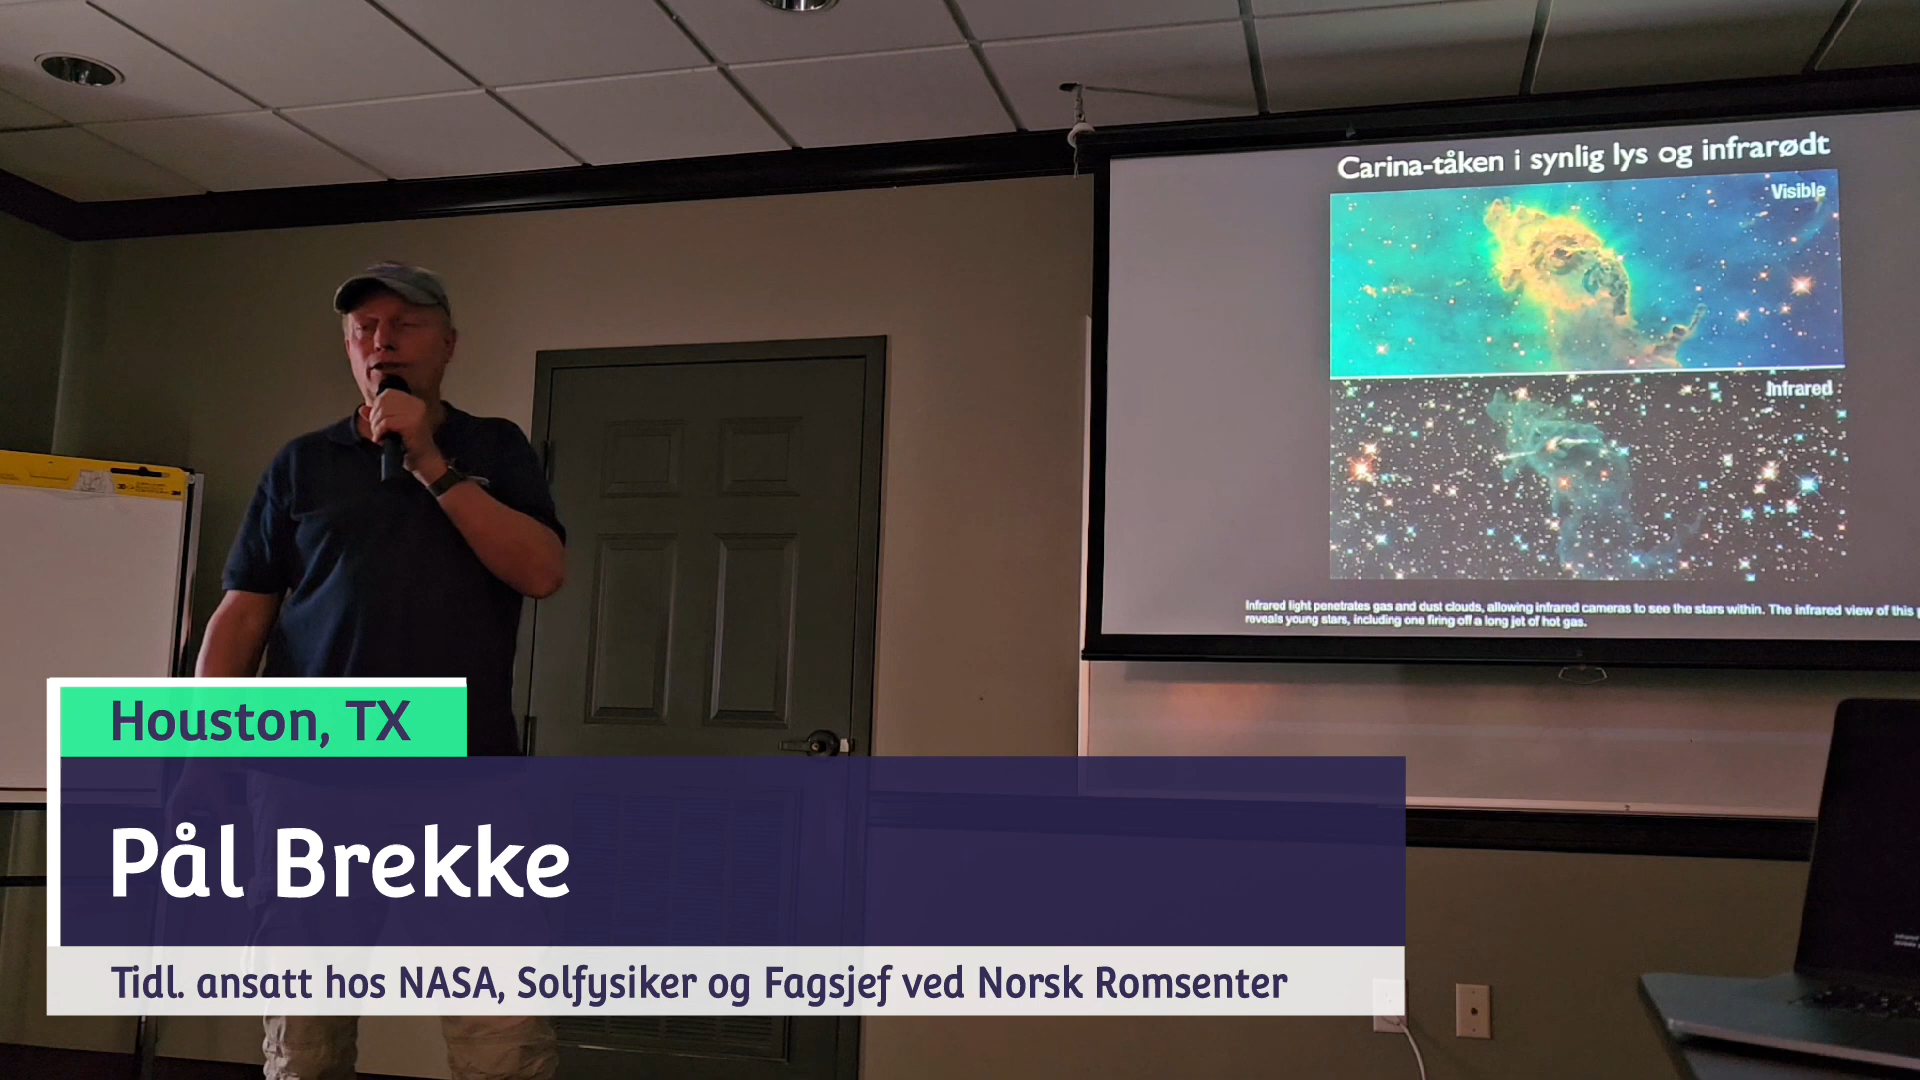 Carina-tåken i synlig lys og infrarødt
Visible
Infrared
Infrared light penetrates gas and dust clouds, allowing infrared cameras to see the stars within. The infrared view of this
reveals young stars, including one firing off a long jet of hot gas.
Houston, TX
Pål Brekke
Tidl. ansatt hos NASA, Solfysiker og Fagsjef ved Norsk Romsenter